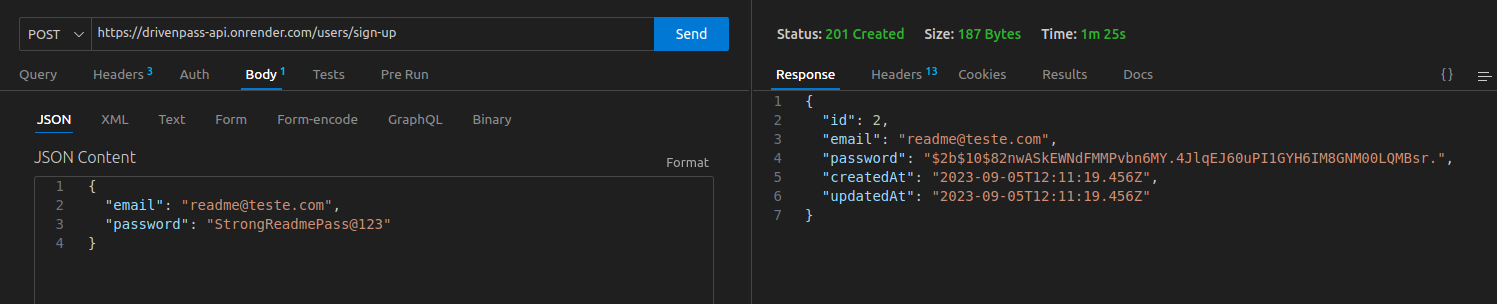 POST https://drivenpass-api.onrender.com/users/sign-up Send
Query Headers 3 Auth Body 1 Tests Pre Run
JSON XML Text Form Form-encode GraphQL Binary
JSON Content Format
1 {
2 "email": "readme@teste.com",
3 "password": "StrongReadmePass@123"
4 }
Status: 201 Created Size: 187 Bytes Time: 1m 25s
Response Headers 13 Cookies Results Docs {}
1 {
2 "id": 2,
3 "email": "readme@teste.com",
4 "password": "$2b$10$82nwASkEWNdFMMPvbn6MY.4JlqEJ60uPI1GYH6IM8GNM00LQMBsr.",
5 "createdAt": "2023-09-05T12:11:19.456Z",
6 "updatedAt": "2023-09-05T12:11:19.456Z"
7 }